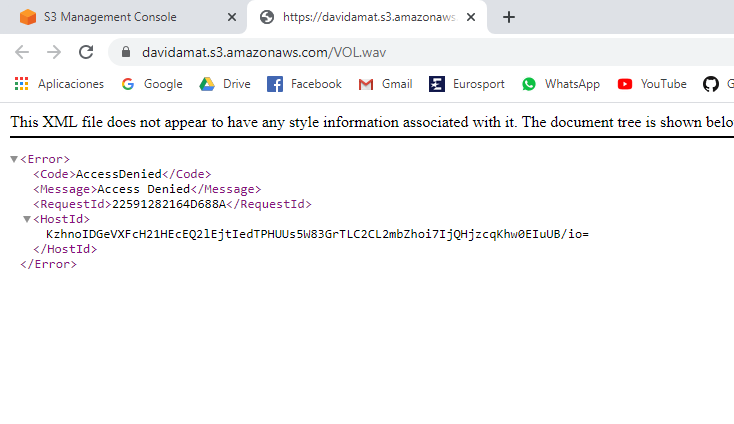 S3 Management Console
https://davidamat.s3.amazonaws.
davidamat.s3.amazonaws.com/VOL.wav
Aplicaciones Google Drive Facebook Gmail Eurosport WhatsApp YouTube G
This XML file does not appear to have any style information associated with it. The document tree is shown belo
<Error>
<Code>AccessDenied</Code>
<Message>Access Denied</Message>
<RequestId>22591282164D688A</RequestId>
<HostId>
KzhnoIDGeVXFcH21HEcEQ2lEjtIedTPHUUs5W83GrTLC2CL2mbZhoi7IjQHjzcqKhw0EIuUB/io=
</HostId>
</Error>